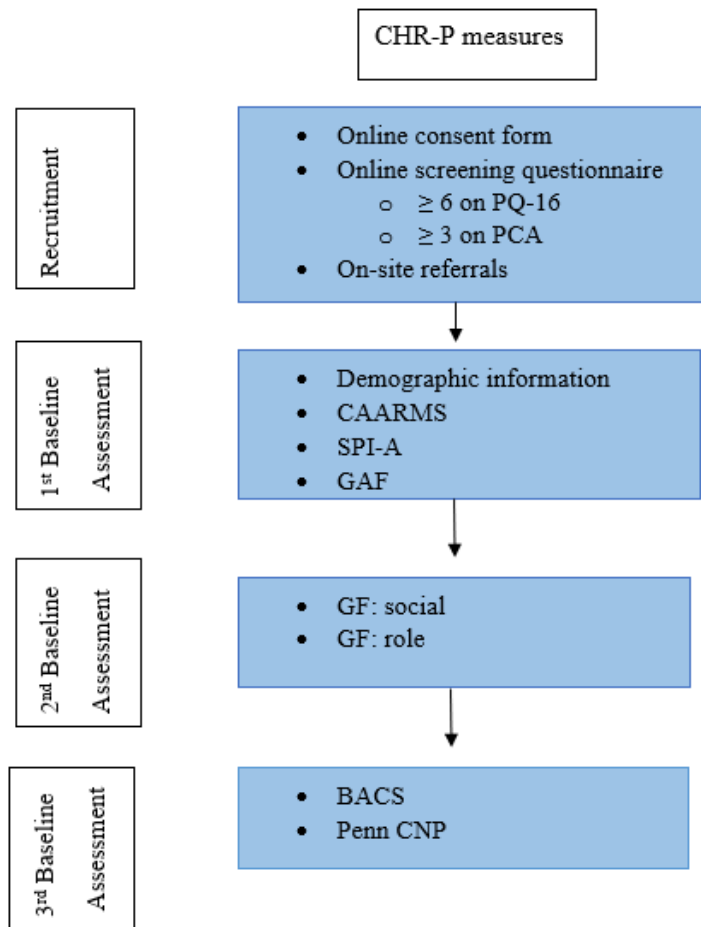 CHR-P measures
Recruitment
• Online consent form
• Online screening questionnaire
o ≥ 6 on PQ-16
o ≥ 3 on PCA
• On-site referrals
1st Baseline
Assessment
• Demographic information
• CAARMS
• SPI-A
• GAF
2nd Baseline
Assessment
• GF: social
• GF: role
3rd Baseline
Assessment
• BACS
• Penn CNP